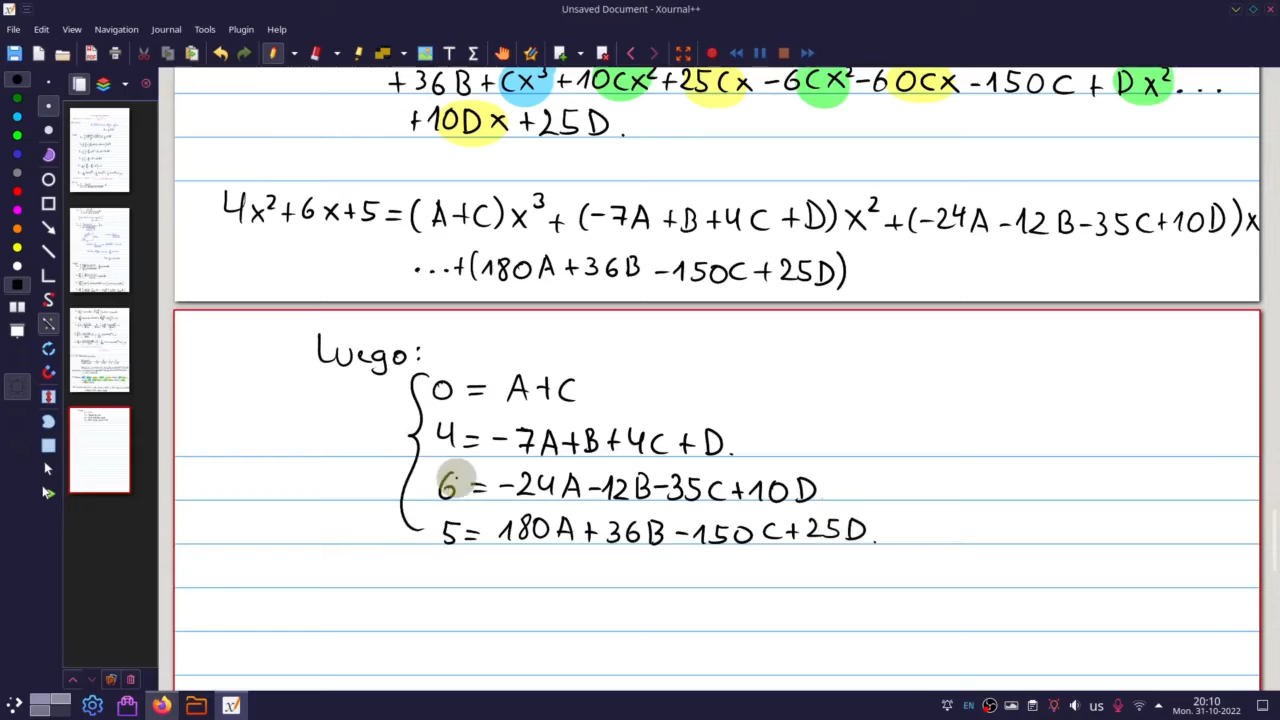 Unsaved Document - Xournal++
File Edit View Navigation Journal Tools Plugin Help
+36B+Cx³+10Cx²+25Cx-6Cx²-60Cx-150C+Dx²...
+10Dx+25D.
4x²+6x+5=(A+C)x³+(-7A+B+4C+D)x²+(-24A-12B-35C+10D)x
...+(180A+36B-150C+25D)
Luego:
0=A+C
4=-7A+B+4C+D.
6=-24A-12B-35C+10D
5=180A+36B-150C+25D.
EN us 20:10
Mon. 31-10-2022